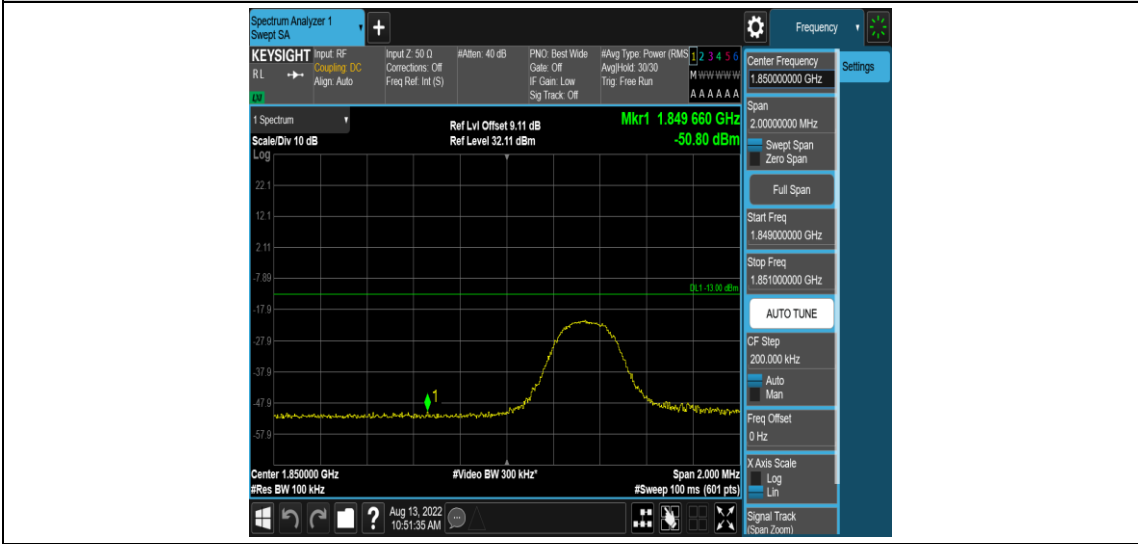 Spectrum Analyzer 1
Swept SA
+
Frequency
KEYSIGHT
RL
LXI
Input: RF
Coupling: DC
Align: Auto
Input Z: 50 Ω
Corrections: Off
Freq Ref: Int (S)
#Atten: 40 dB
PNO: Best Wide
Gate: Off
IF Gain: Low
Sig Track: Off
#Avg Type: Power (RMS
Avg|Hold: 30/30
Trig: Free Run
1 2 3 4 5 6
M W W W W W
A A A A A A
Center Frequency
1.850000000 GHz
Settings
Span
2.00000000 MHz
Swept Span
Zero Span
Full Span
Start Freq
1.849000000 GHz
Stop Freq
1.851000000 GHz
AUTO TUNE
CF Step
200.000 kHz
Auto
Man
Freq Offset
0 Hz
X Axis Scale
Log
Lin
Signal Track
(Span Zoom)
1 Spectrum
Scale/Div 10 dB
Log
Ref Lvl Offset 9.11 dB
Ref Level 32.11 dBm
Mkr1 1.849 660 GHz
-50.80 dBm
22.1
12.1
2.11
-7.89
DL1 -13.00 dBm
-17.9
-27.9
-37.9
-47.9
1
-57.9
Center 1.850000 GHz
#Video BW 300 kHz*
Span 2.000 MHz
#Res BW 100 kHz
#Sweep 100 ms (601 pts)
?
Aug 13, 2022
10:51:35 AM